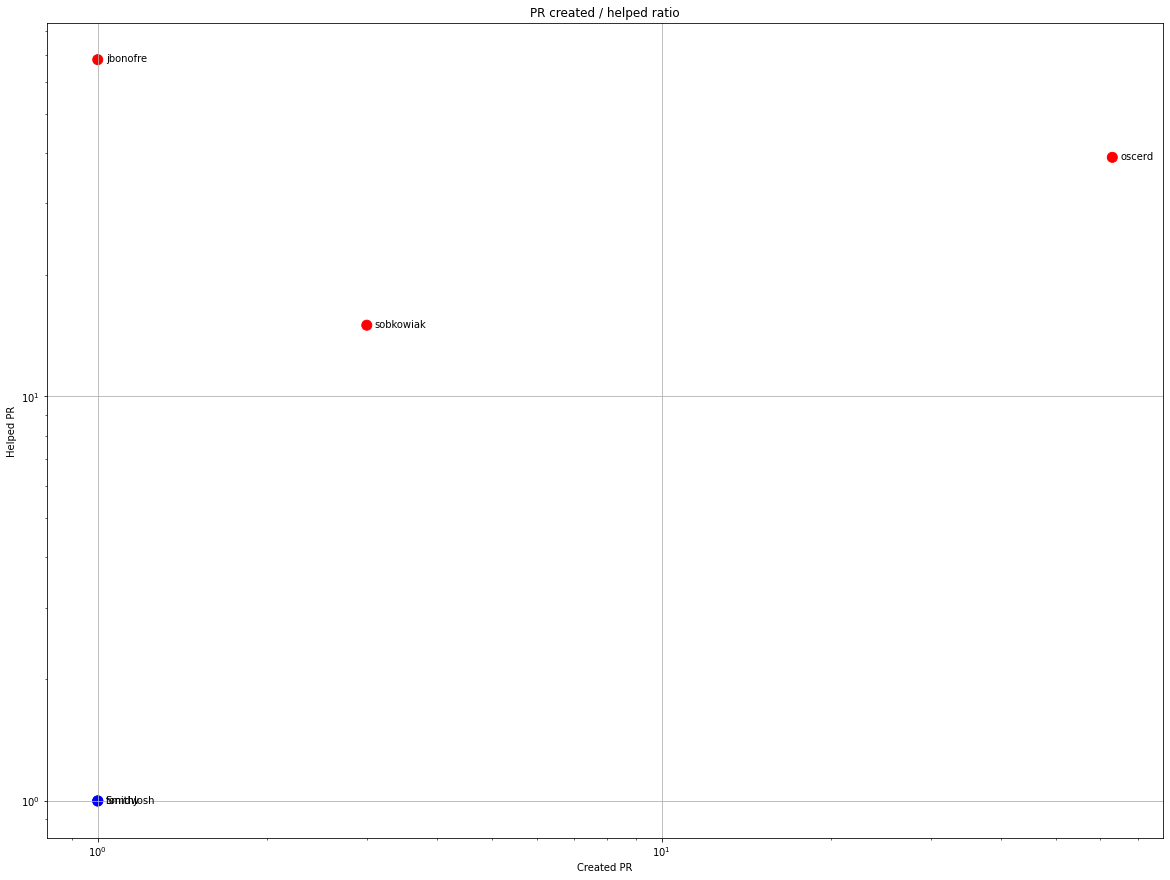 PR created / helped ratio
jbonofre
oscerd
sobkowiak
10¹
Helped PR
10⁰
10⁰
10¹
Created PR